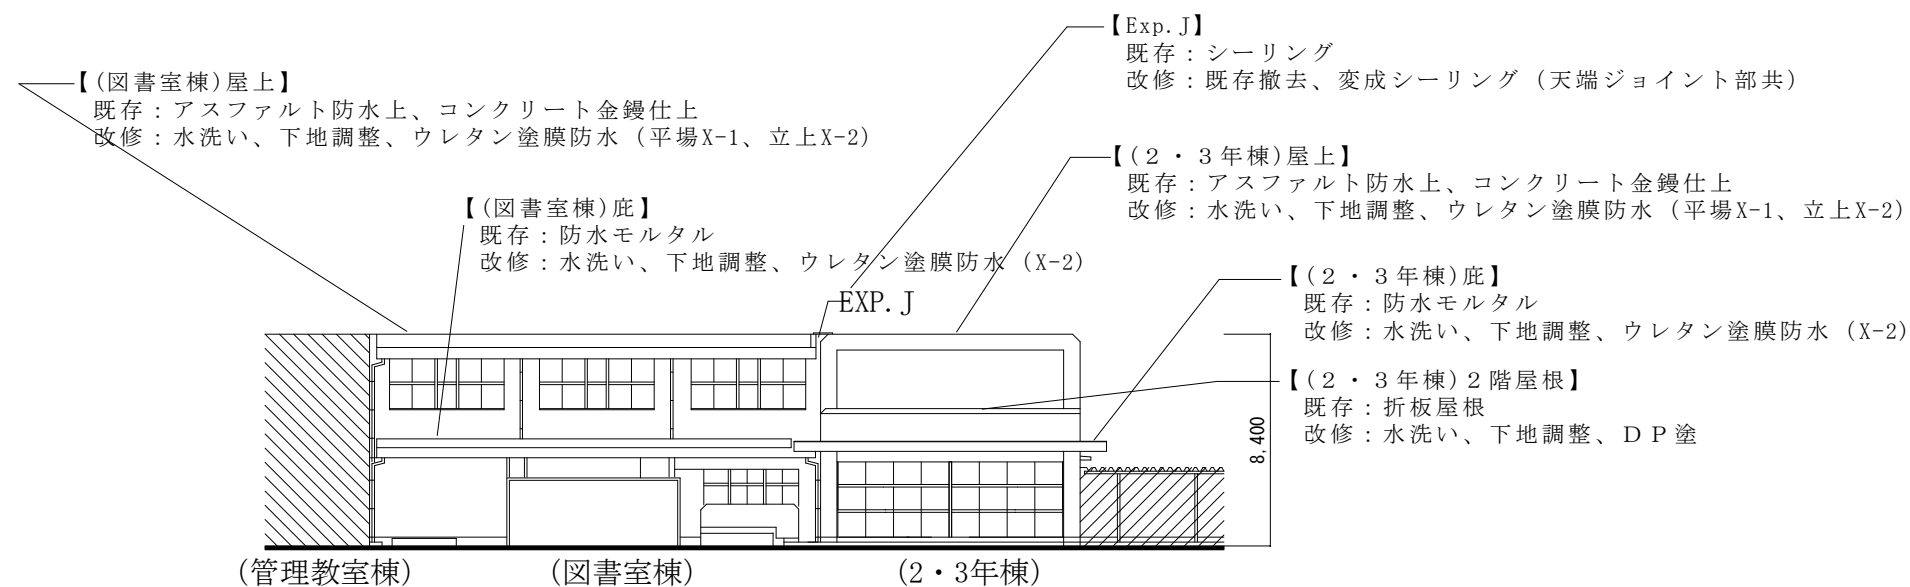 【Exp.J】
既存：シーリング
改修：既存撤去、変成シーリング（天端ジョイント部共）
【(図書室棟)屋上】
既存：アスファルト防水上、コンクリート金鏝仕上
改修：水洗い、下地調整、ウレタン塗膜防水（平場X-1、立上X-2）
【(２・３年棟)屋上】
既存：アスファルト防水上、コンクリート金鏝仕上
改修：水洗い、下地調整、ウレタン塗膜防水（平場X-1、立上X-2）
【(図書室棟)庇】
既存：防水モルタル
改修：水洗い、下地調整、ウレタン塗膜防水（X-2）
【(２・３年棟)庇】
既存：防水モルタル
改修：水洗い、下地調整、ウレタン塗膜防水（X-2）
EXP.J
【(２・３年棟)２階屋根】
既存：折板屋根
改修：水洗い、下地調整、ＤＰ塗
8,400
(管理教室棟)
(図書室棟)
(2・3年棟)